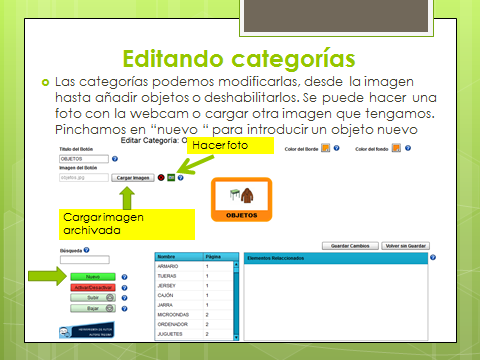 Editando categorías
Las categorías podemos modificarlas, desde la imagen
hasta añadir objetos o deshabilitarlos. Se puede hacer una
foto con la webcam o cargar otra imagen que tengamos.
Pinchamos en “nuevo “ para introducir un objeto nuevo
Editar Categoría: O
Hacer foto
Título del Botón
Color del Borde
Color del fondo
OBJETOS
Imagen del Botón
objetos.jpg
Cargar Imagen
Cargar imagen
archivada
OBJETOS
Guardar Cambios
Volver sin Guardar
Búsqueda
Nombre
Página
Elementos Relacionados
Nuevo
ARMARIO 1
Activar/Desactivar
TIJERAS 1
JERSEY 1
Subir
CAJÓN 1
Bajar
JARRA 1
MICROONDAS 2
ORDENADOR 2
JUGUETES 2